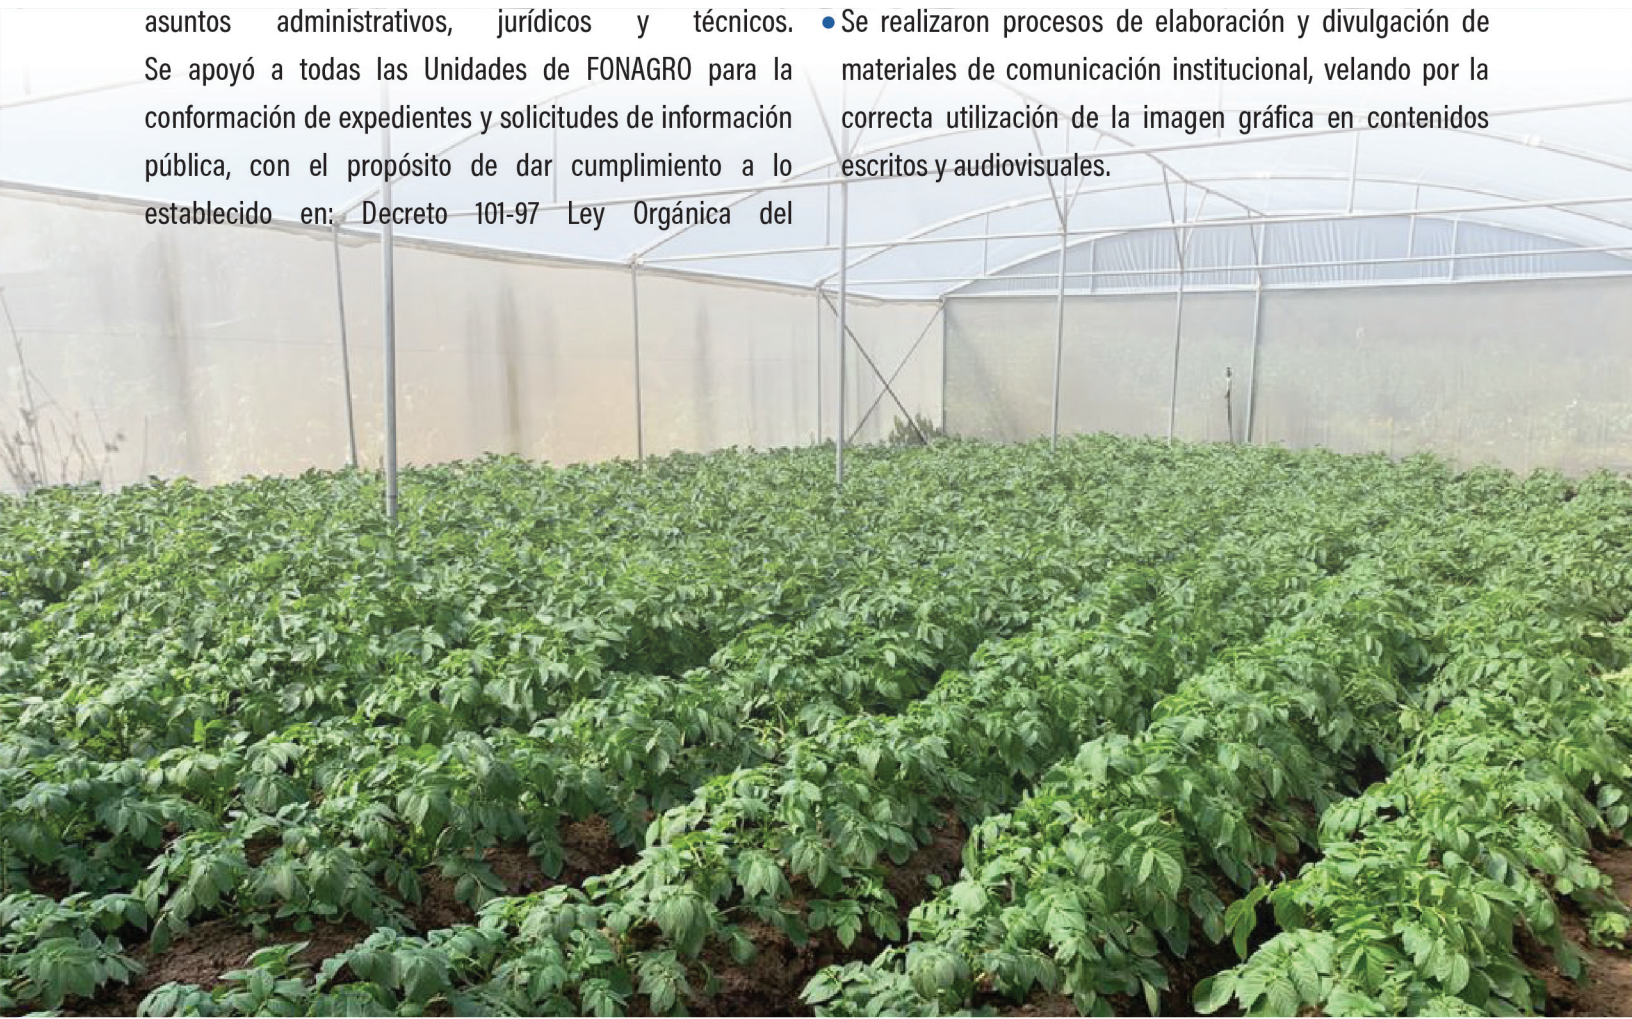 asuntos administrativos, jurídicos y técnicos.
Se apoyó a todas las Unidades de FONAGRO para la
conformación de expedientes y solicitudes de información
pública, con el propósito de dar cumplimiento a lo
establecido en: Decreto 101-97 Ley Orgánica del
• Se realizaron procesos de elaboración y divulgación de
materiales de comunicación institucional, velando por la
correcta utilización de la imagen gráfica en contenidos
escritos y audiovisuales.